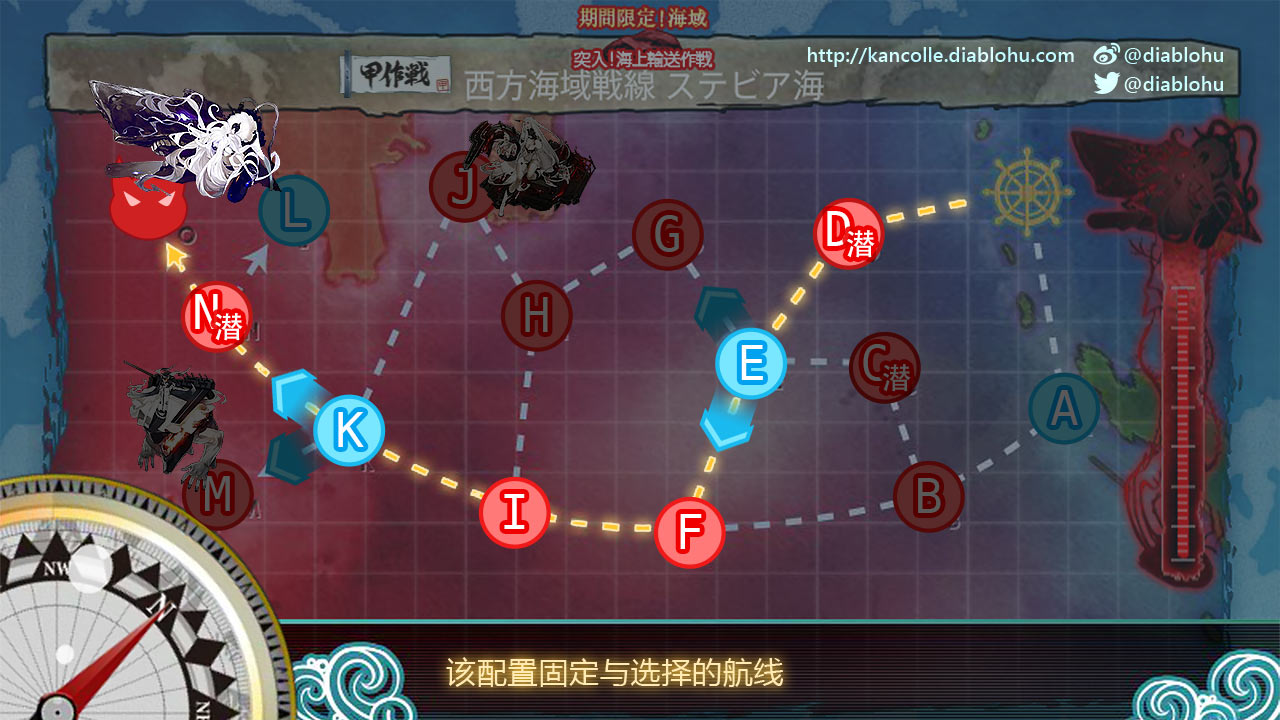 期間限定!海域
突入!海上輸送作戦
甲作戦
西方海域戦線 ステビア海
http://kancolle.diablohu.com
@diablohu
@diablohu
L
J
G
D潜
N潜
H
E
C潜
A
K
M
I
F
B
NW
N
该配置固定与选择的航线